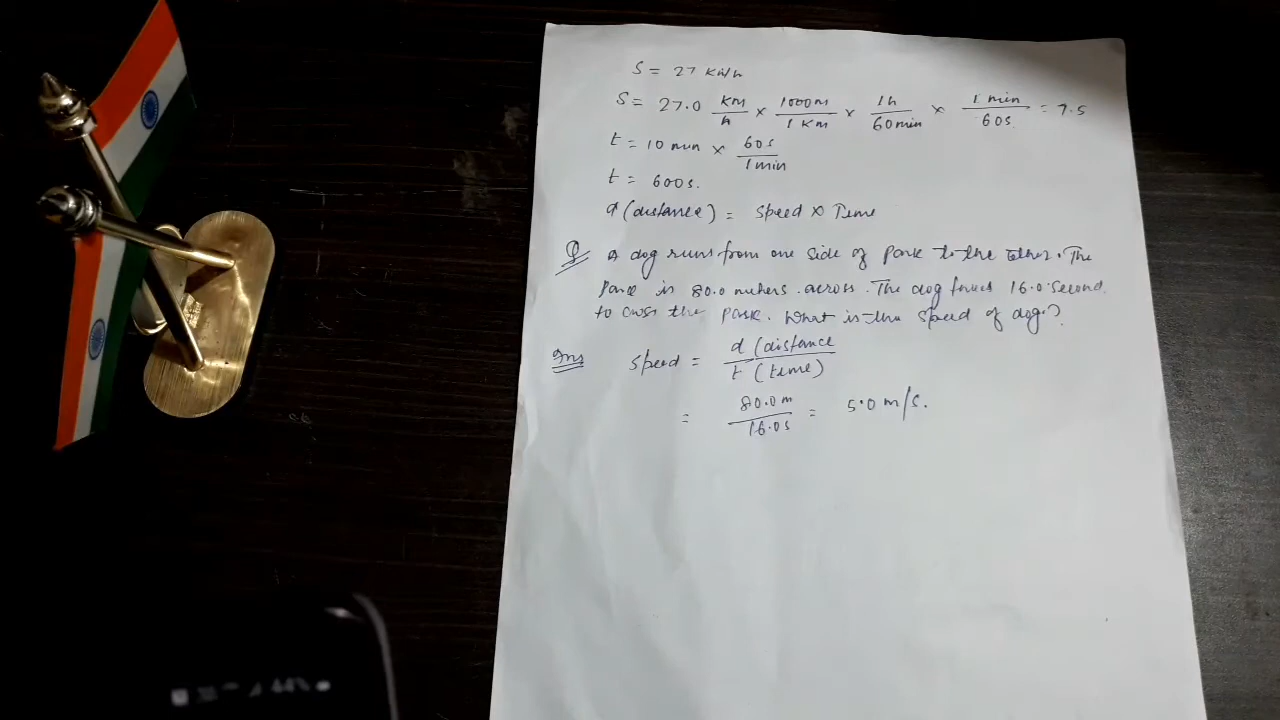 S = 27 Km/h
S = 27.0 KM/h × 1000M/1 KM × 1h/60min × 1 min/60s = 7.5
t = 10 min × 60s/1min
t = 600s.
d (distance) = Speed × Time
Q A dog runs from one side of park to the other. The
park is 80.0 meters across. The dog 16.0 Second
to cross the park. What is the speed of dog?
Ans Speed = d (distance / t (time)
= 80.0m/16.0s = 5.0 m/s.
44%